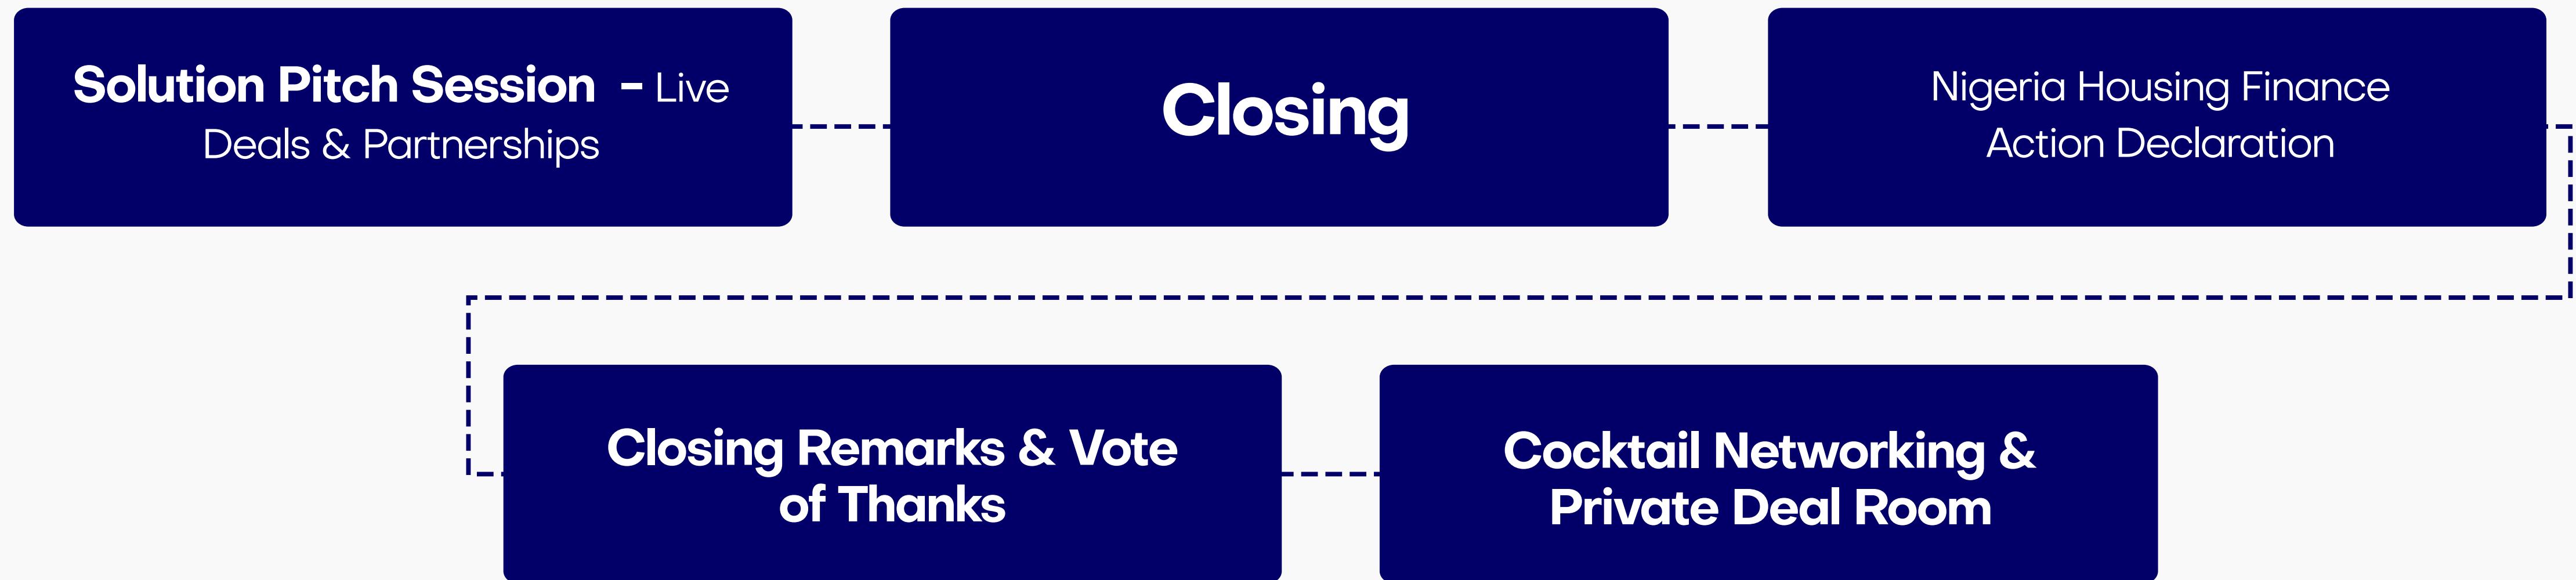 Solution Pitch Session - Live
Deals & Partnerships
Closing
Nigeria Housing Finance
Action Declaration
Closing Remarks & Vote
of Thanks
Cocktail Networking &
Private Deal Room